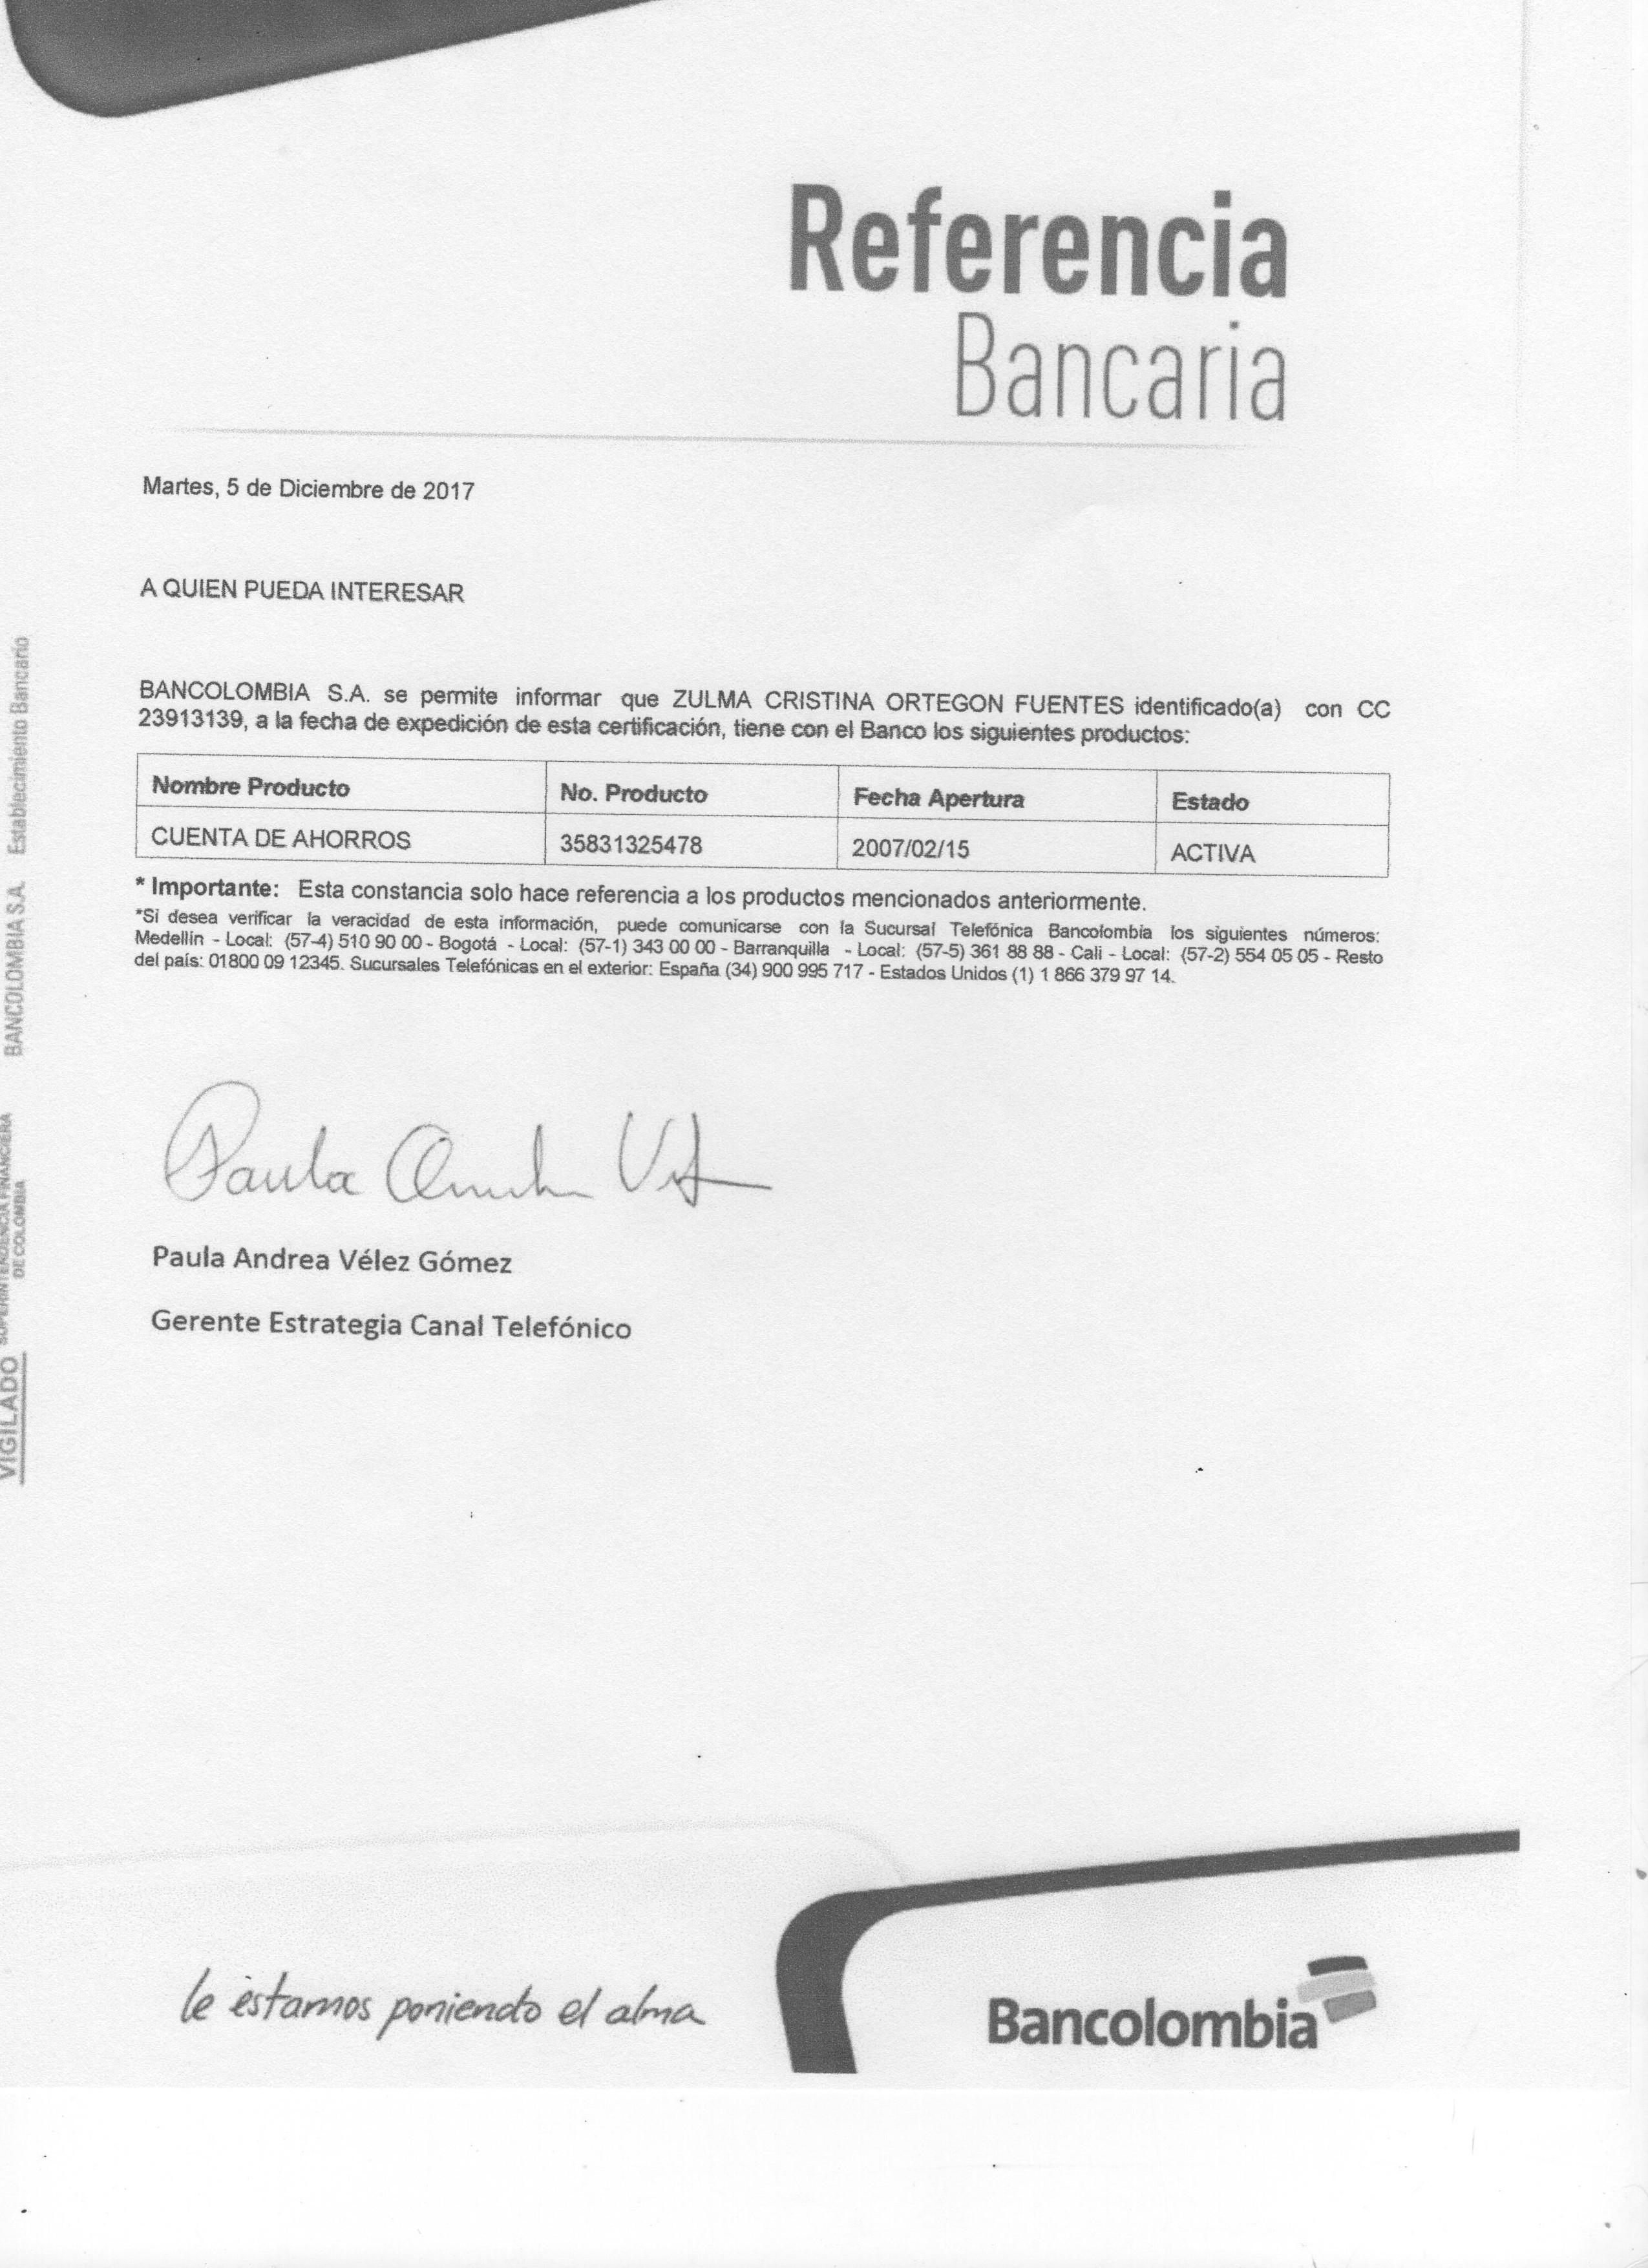 Referencia
Bancaria
Martes, 5 de Diciembre de 2017
A QUIEN PUEDA INTERESAR
BANCOLOMBIA S.A. se permite informar que ZULMA CRISTINA ORTEGON FUENTES identificado(a) con CC
23913139, a la fecha de expedición de esta certificación, tiene con el Banco los siguientes productos:
Nombre Producto No. Producto Fecha Apertura Estado
CUENTA DE AHORROS 35831325478 2007/02/15 ACTIVA
* Importante: Esta constancia solo hace referencia a los productos mencionados anteriormente.
*Si desea verificar la veracidad de esta información, puede comunicarse con la Sucursal Telefónica Bancolombia los siguientes números:
Medellín - Local: (57-4) 510 90 00 - Bogotá - Local: (57-1) 343 00 00 - Barranquilla - Local: (57-5) 361 88 88 - Cali - Local: (57-2) 554 05 05 - Resto
del país: 01800 09 12345. Sucursales Telefónicas en el exterior: España (34) 900 995 717 - Estados Unidos (1) 1 866 379 97 14.
Paula
Paula Andrea Vélez Gómez
Gerente Estrategia Canal Telefónico
VIGILADO SUPERINTENDENCIA FINANCIERA
DE COLOMBIA
BANCOLOMBIA S.A. Establecimiento Bancario
le estamos poniendo el alma
Bancolombia